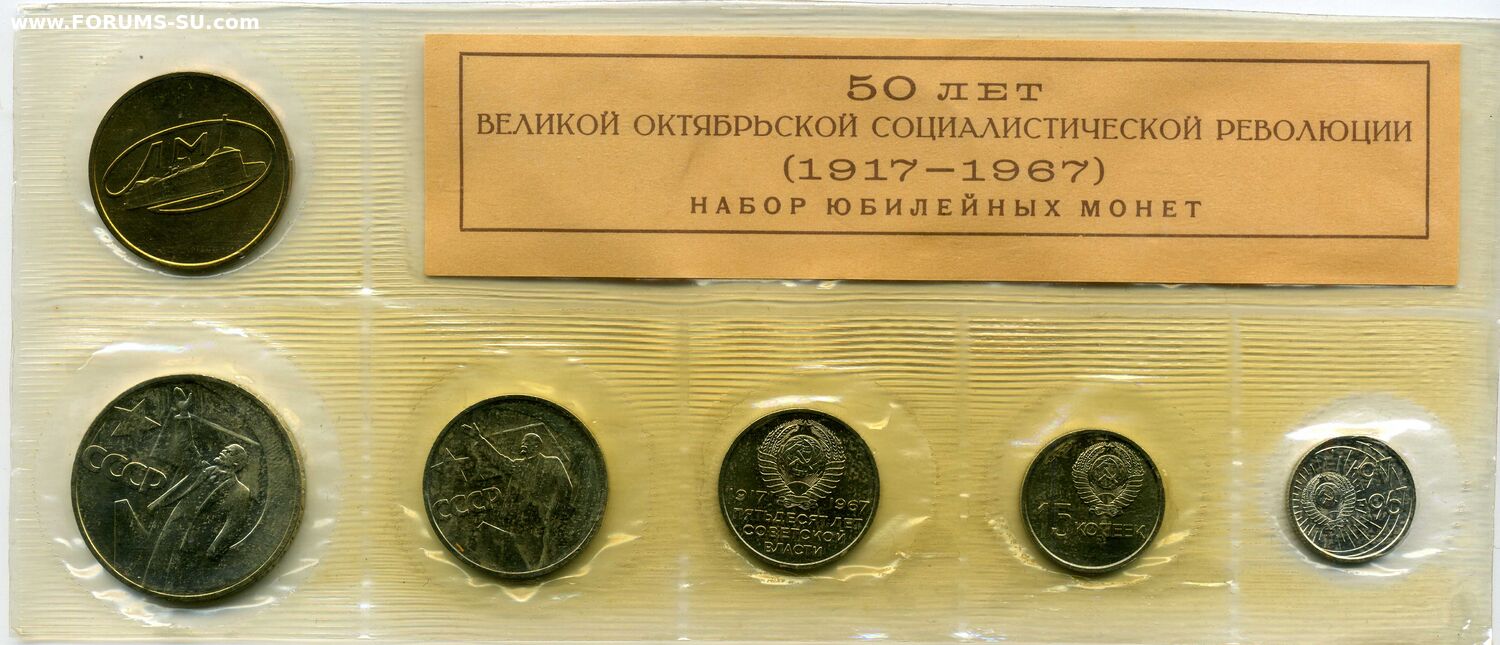 www.FORUMS-SU.com
50 ЛЕТ
ВЕЛИКОЙ ОКТЯБРЬСКОЙ СОЦИАЛИСТИЧЕСКОЙ РЕВОЛЮЦИИ
(1917—1967)
НАБОР ЮБИЛЕЙНЫХ МОНЕТ
ЛМ
СССР
СССР
1917 1967
ПЯТЬДЕСЯТ ЛЕТ
СОВЕТСКОЙ
ВЛАСТИ
15 КОПЕЕК